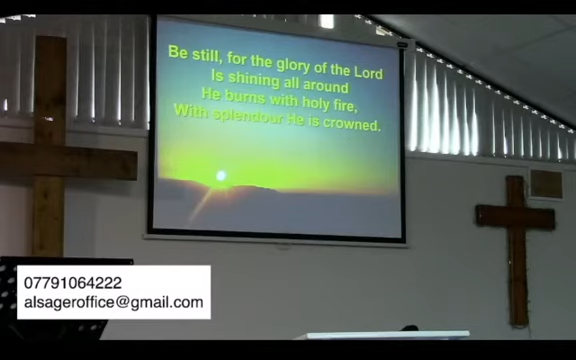 Be still, for the glory of the Lord
Is shining all around
He burns with holy fire,
With splendour He is crowned.
07791064222
alsageroffice@gmail.com